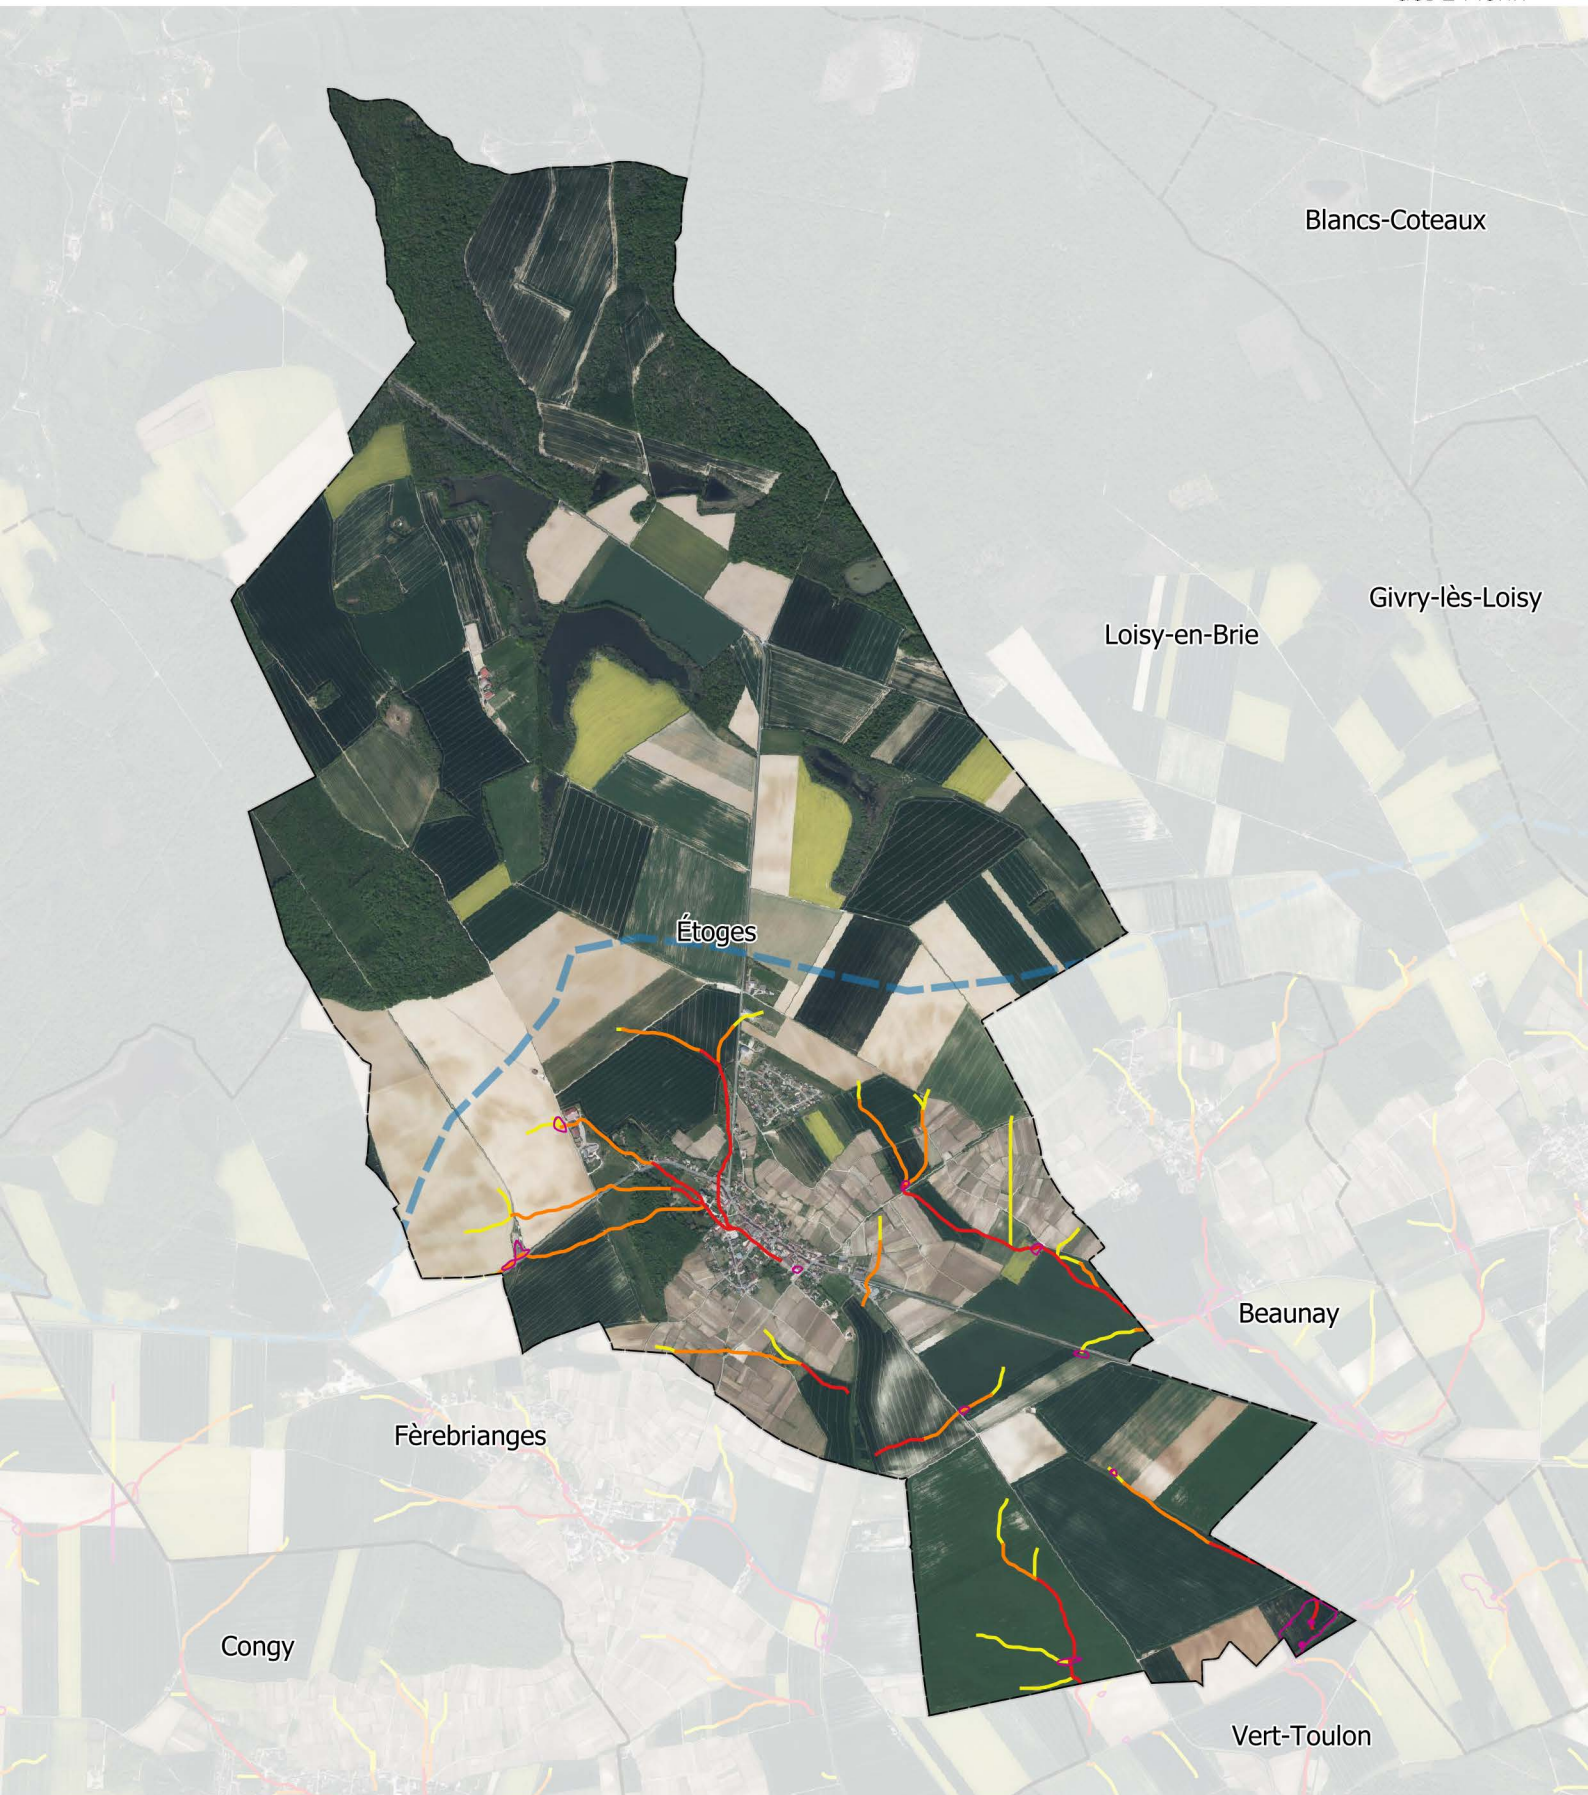 Blancs-Coteaux
Givry-lès-Loisy
Loisy-en-Brie
Étoges
Beaunay
Fèrebrianges
Congy
Vert-Toulon